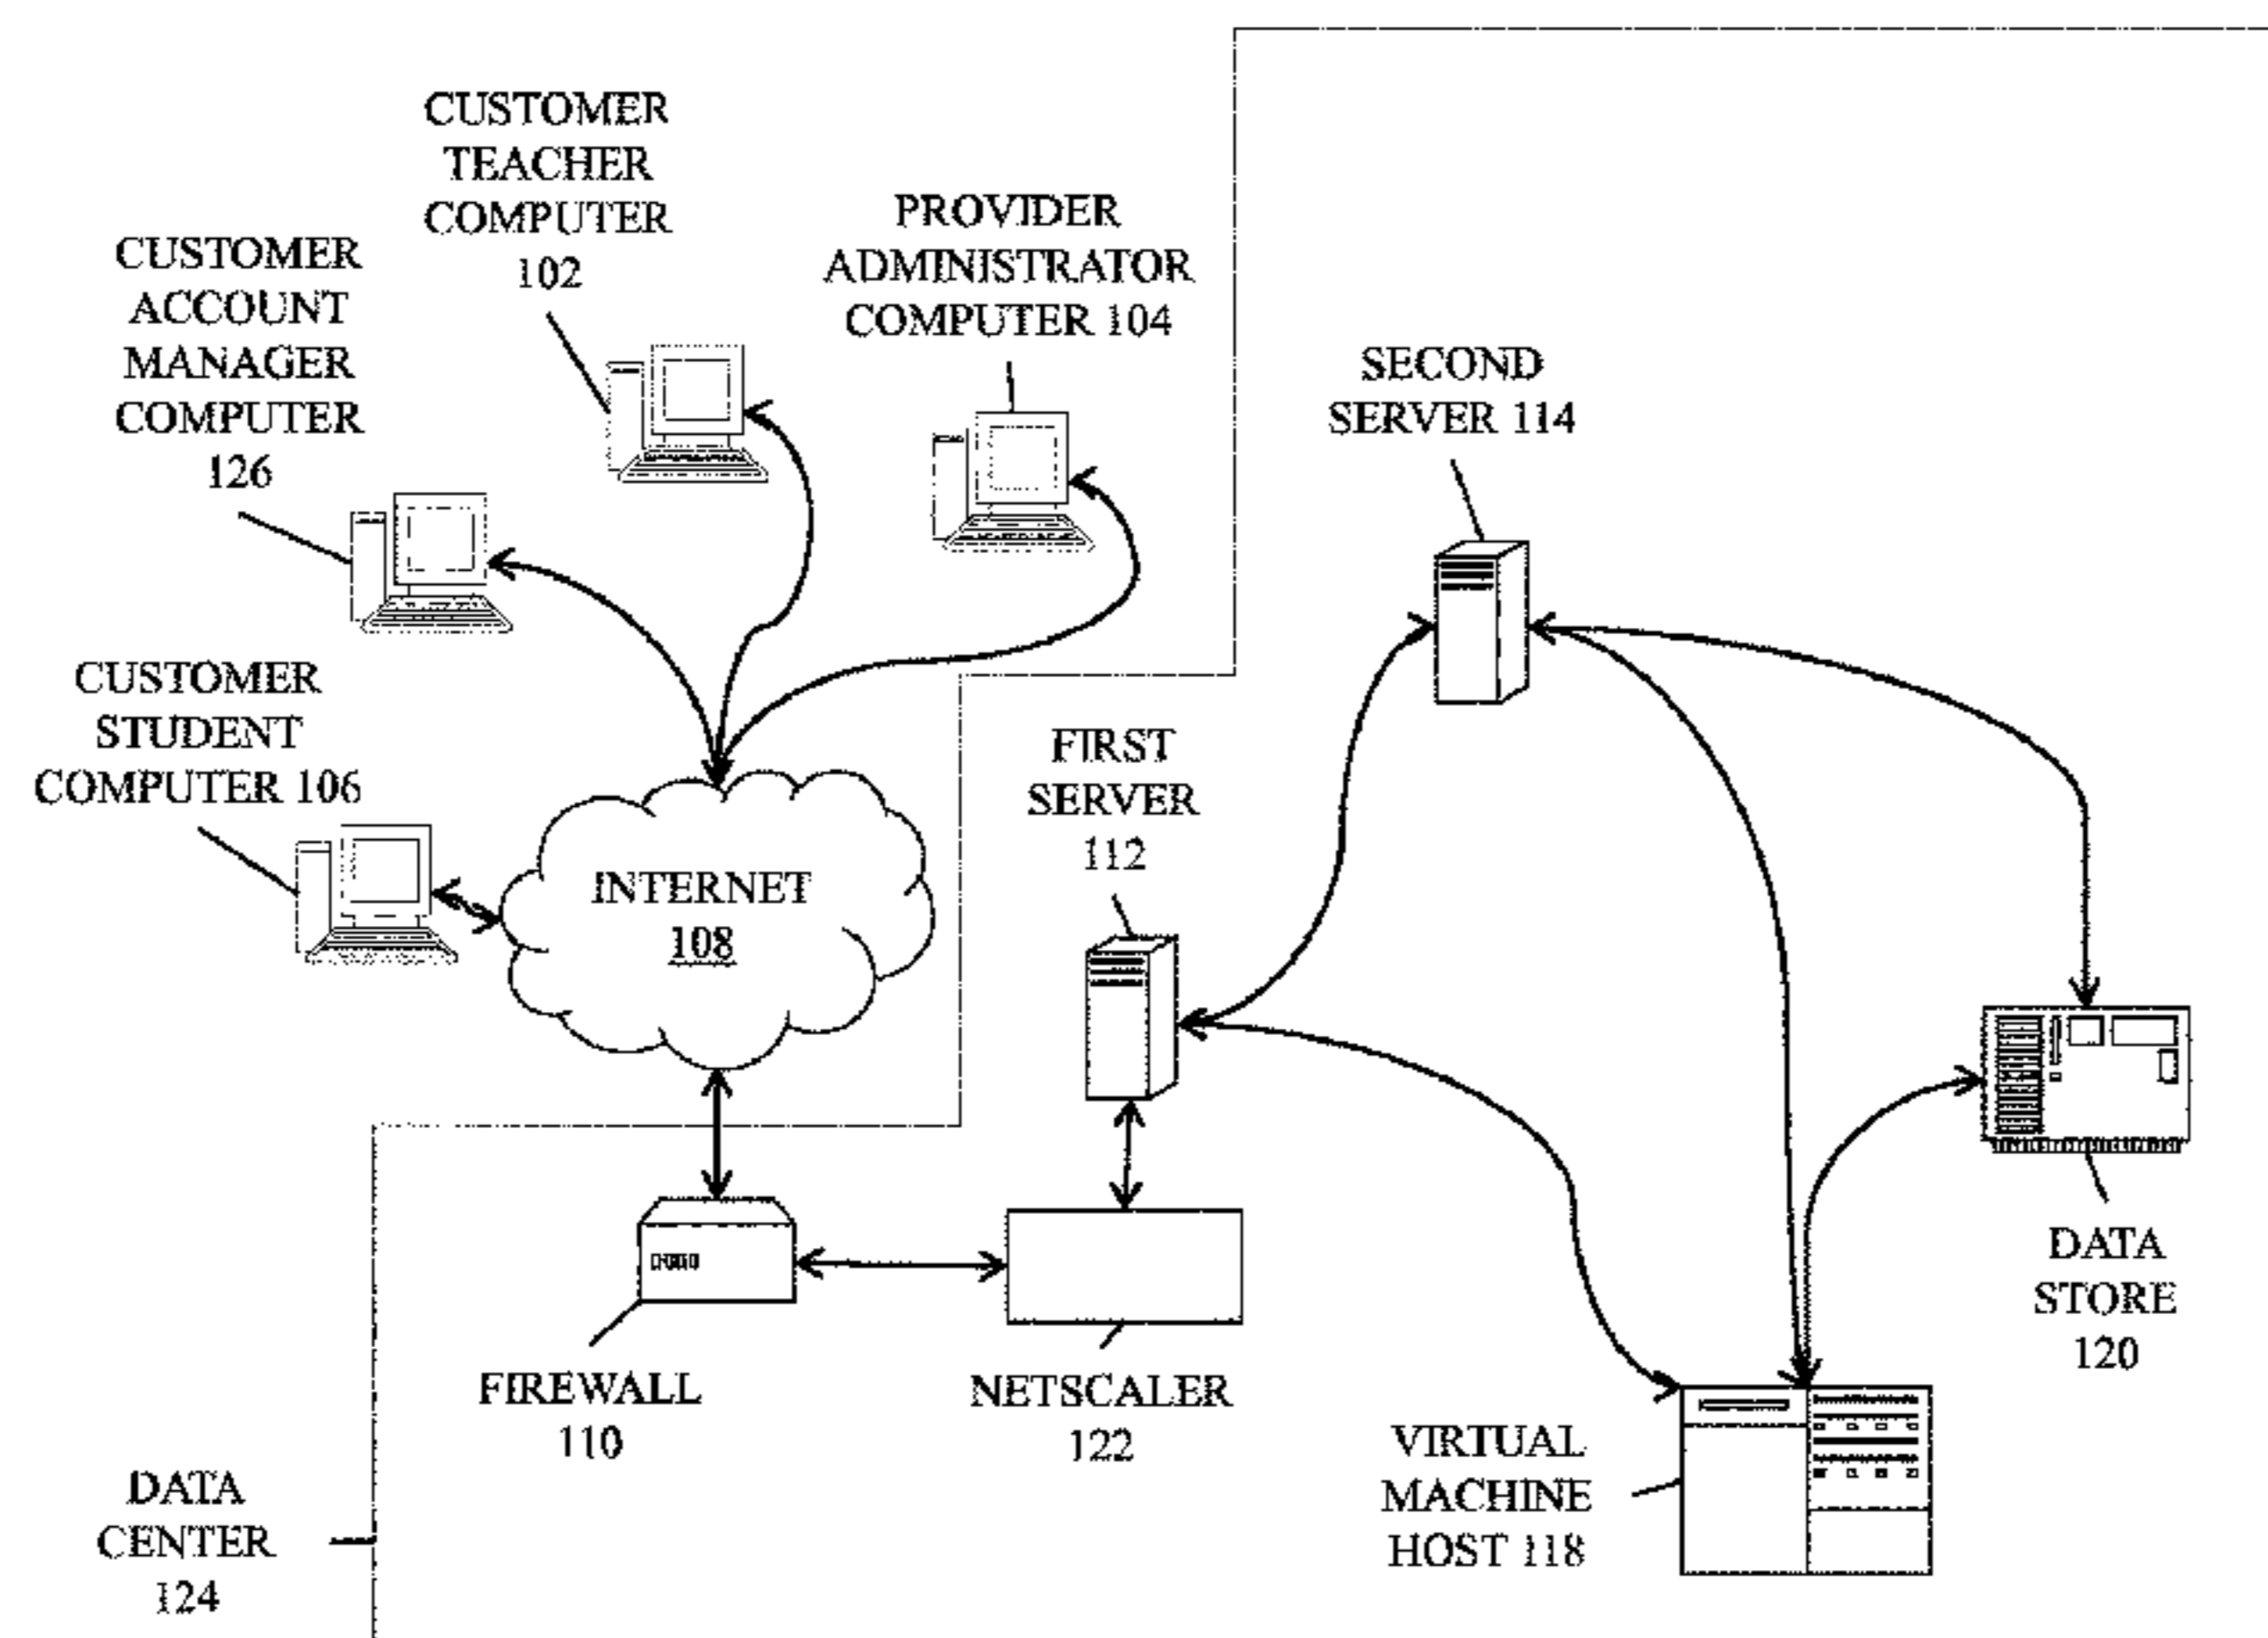 CUSTOMER
TEACHER
COMPUTER
102
PROVIDER
ADMINISTRATOR
COMPUTER 104
CUSTOMER
ACCOUNT
MANAGER
COMPUTER
126
SECOND
SERVER 114
CUSTOMER
STUDENT
COMPUTER 106
FIRST
SERVER
112
INTERNET
108
DATA
STORE
120
FIREWALL
110
NETSCALER
122
VIRTUAL
MACHINE
HOST 118
DATA
CENTER
124